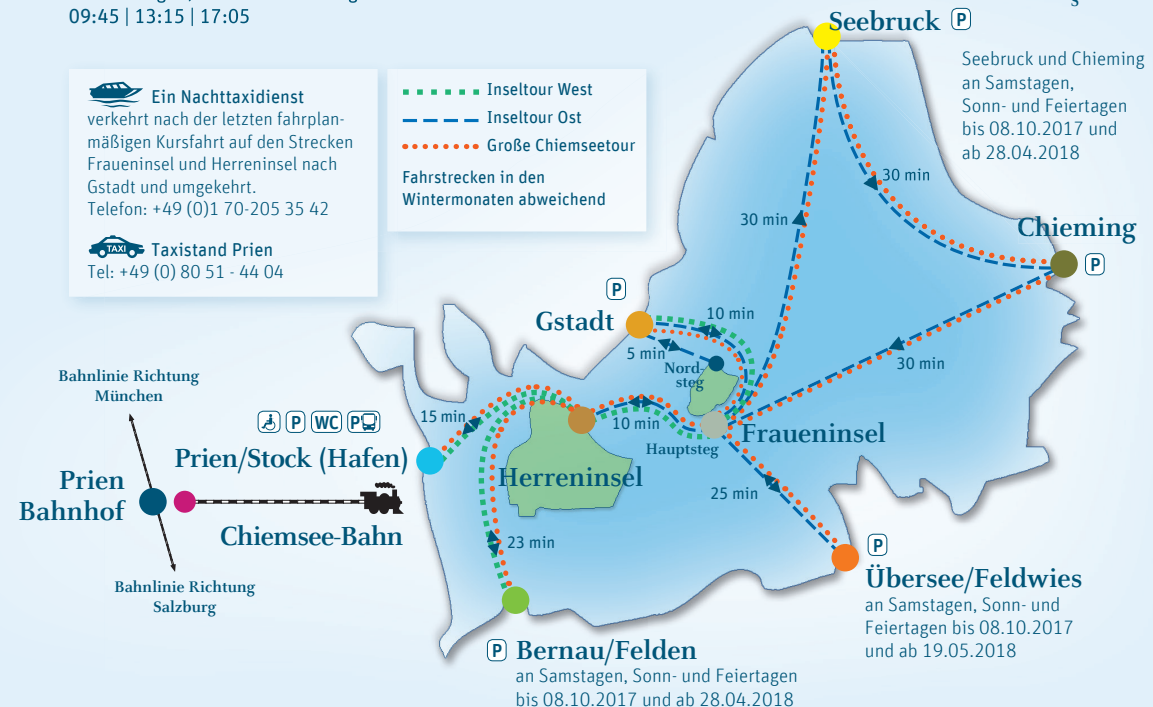 09:45 | 13:15 | 17:05
Seebruck P
Seebruck und Chieming
an Samstagen,
Sonn- und Feiertagen
bis 08.10.2017 und
ab 28.04.2018
Ein Nachttaxidienst
verkehrt nach der letzten fahrplan-
mäßigen Kursfahrt auf den Strecken
Fraueninsel und Herreninsel nach
Gstadt und umgekehrt.
Telefon: +49 (0)1 70-205 35 42
TAXI Taxistand Prien
Tel: +49 (0) 80 51 - 44 04
Inseltour West
Inseltour Ost
Große Chiemseetour
Fahrstrecken in den
Wintermonaten abweichend
30 min
30 min
Chieming
P
P
Gstadt
10 min
5 min
Nord-
steg
30 min
Bahnlinie Richtung
München
15 min
10 min
P WC P
Hauptsteg
Fraueninsel
Prien/Stock (Hafen)
Herreninsel
Prien
Bahnhof
25 min
Chiemsee-Bahn
23 min
P
Bahnlinie Richtung
Salzburg
Übersee/Feldwies
an Samstagen, Sonn- und
Feiertagen bis 08.10.2017
und ab 19.05.2018
P Bernau/Felden
an Samstagen, Sonn- und Feiertagen
bis 08.10.2017 und ab 28.04.2018